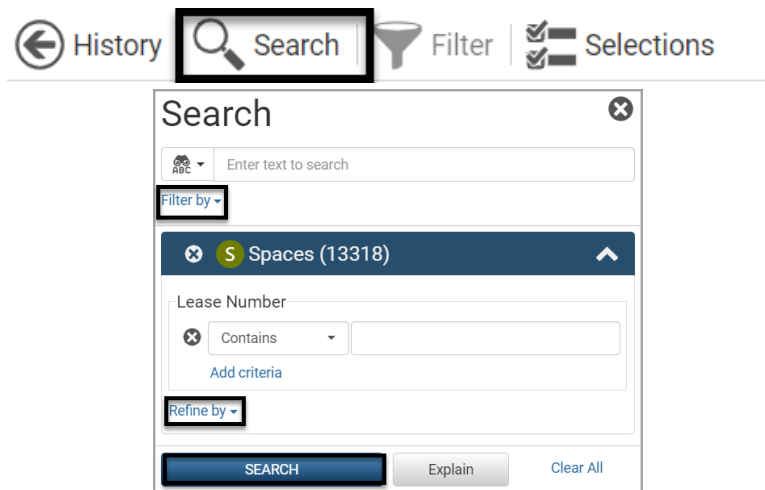 History Search Filter Selections
Search
ABC Enter text to search
Filter by
S Spaces (13318)
Lease Number
Contains
Add criteria
Refine by
SEARCH Explain Clear All